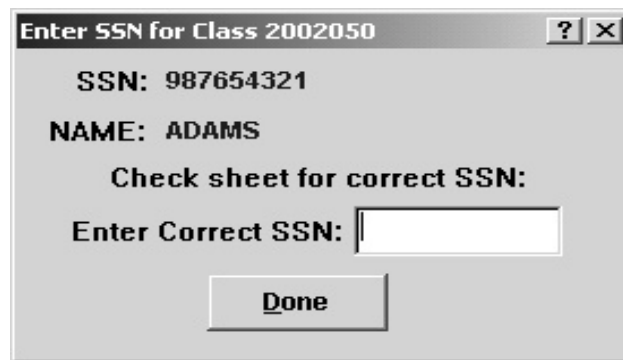 Enter SSN for Class 2002050
SSN: 987654321
NAME: ADAMS
Check sheet for correct SSN:
Enter Correct SSN:
Done